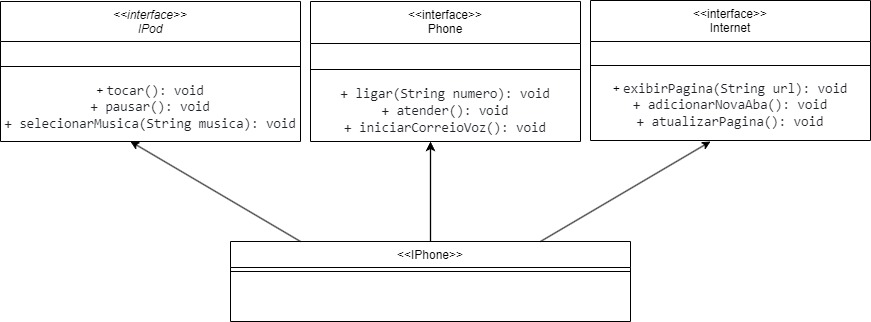 <<interface>>
IPod
+ tocar(): void
+ pausar(): void
+ selecionarMusica(String musica): void
<<interface>>
Phone
+ ligar(String numero): void
+ atender(): void
+ iniciarCorreioVoz(): void
<<interface>>
Internet
+ exibirPagina(String url): void
+ adicionarNovaAba(): void
+ atualizarPagina(): void
<<IPhone>>